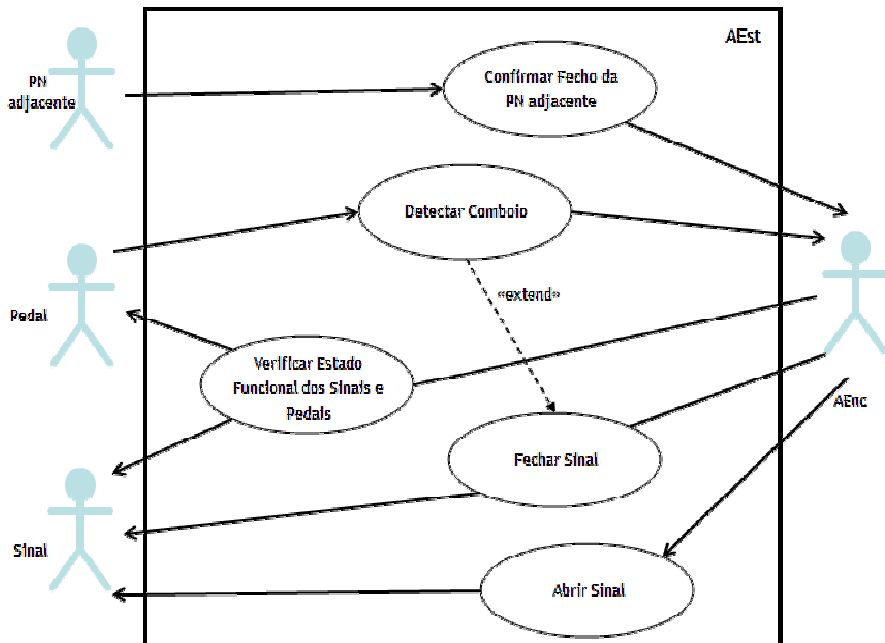 AEst
PN
adjacente
Confirmar Fecho da
PN adjacente
Detectar Comboio
«extend»
Pedal
Verificar Estado
Funcional dos Sinais e
Pedais
AEnc
Fechar Sinal
Sinal
Abrir Sinal